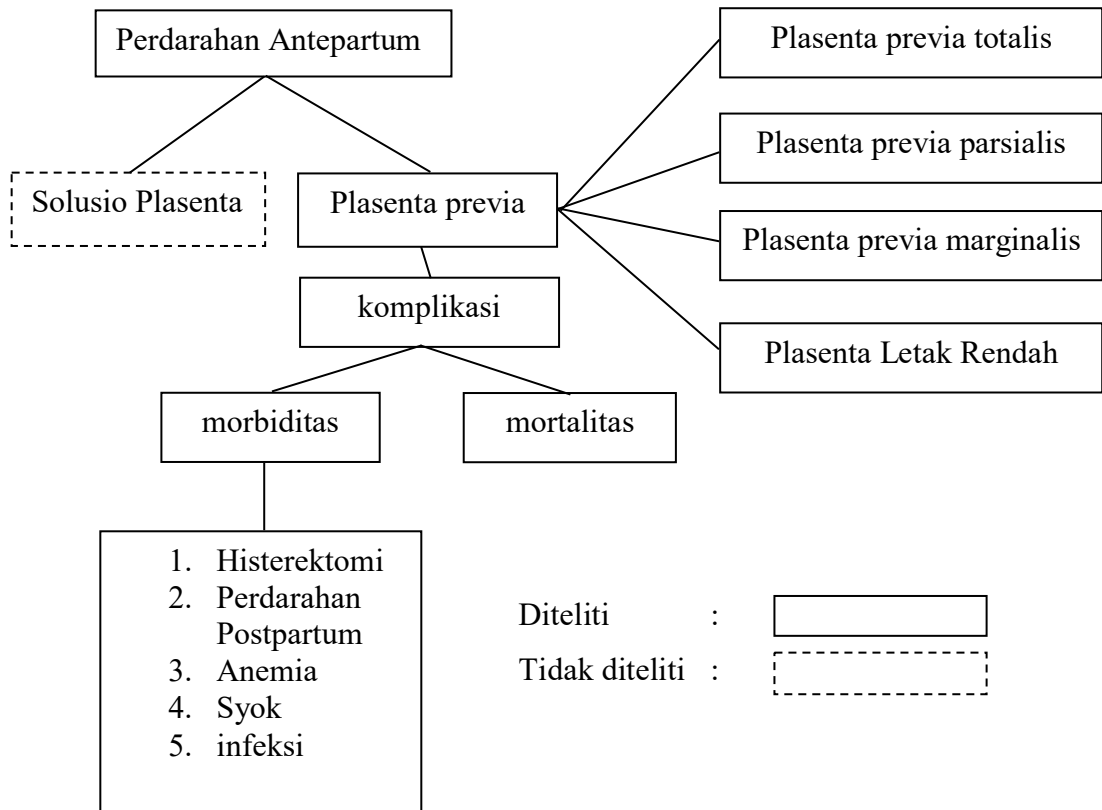 Perdarahan Antepartum
Plasenta previa totalis
Plasenta previa parsialis
Solusio Plasenta
Plasenta previa
Plasenta previa marginalis
komplikasi
Plasenta Letak Rendah
morbiditas
mortalitas
1. Histerektomi
2. Perdarahan
Postpartum
3. Anemia
4. Syok
5. infeksi
Diteliti :
Tidak diteliti :